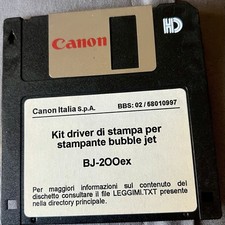 Canon
HD
Canon Italia S.p.A. BBS: 02 / 58010997
Kit driver di stampa per
stampante bubble jet
BJ-200ex
Per maggiori informazioni sul contenuto del
dischetto consultare il file LEGGIMI.TXT presente
nella directory principale.